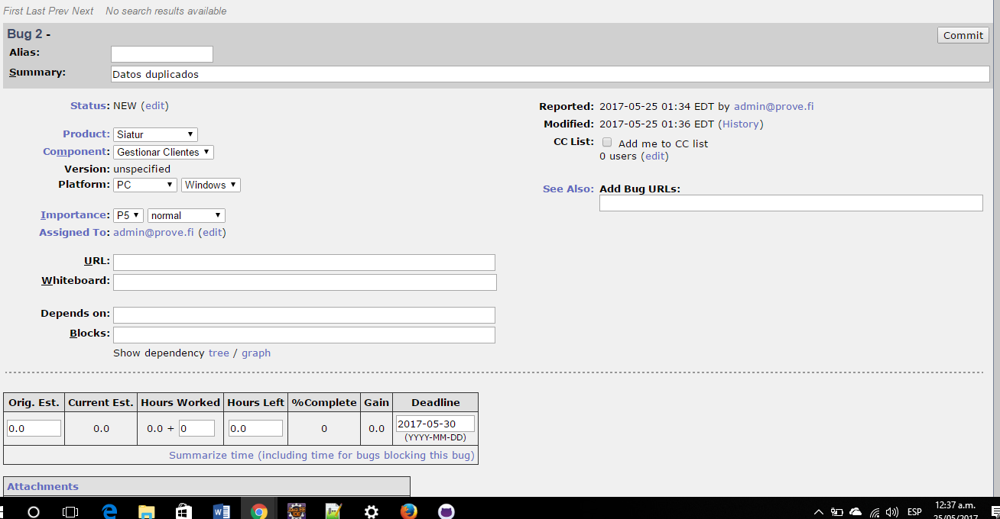 First Last Prev Next    No search results available
Bug 2 -
Commit
Alias:
Summary: Datos duplicados
Status: NEW (edit)
Product: Siatur
Component: Gestionar Clientes
Version: unspecified
Platform: PC Windows
Importance: P5 normal
Assigned To: admin@prove.fi (edit)
URL:
Whiteboard:
Depends on:
Blocks:
Show dependency tree / graph
Reported: 2017-05-25 01:34 EDT by admin@prove.fi
Modified: 2017-05-25 01:36 EDT (History)
CC List: Add me to CC list
0 users (edit)
See Also: Add Bug URLs:
Orig. Est. Current Est. Hours Worked Hours Left %Complete Gain Deadline
0.0 0.0 0.0 + 0 0.0 0 0.0 2017-05-30
(YYYY-MM-DD)
Summarize time (including time for bugs blocking this bug)
Attachments
W Java EE IDE ESP 12:37 a.m.
25/05/2017